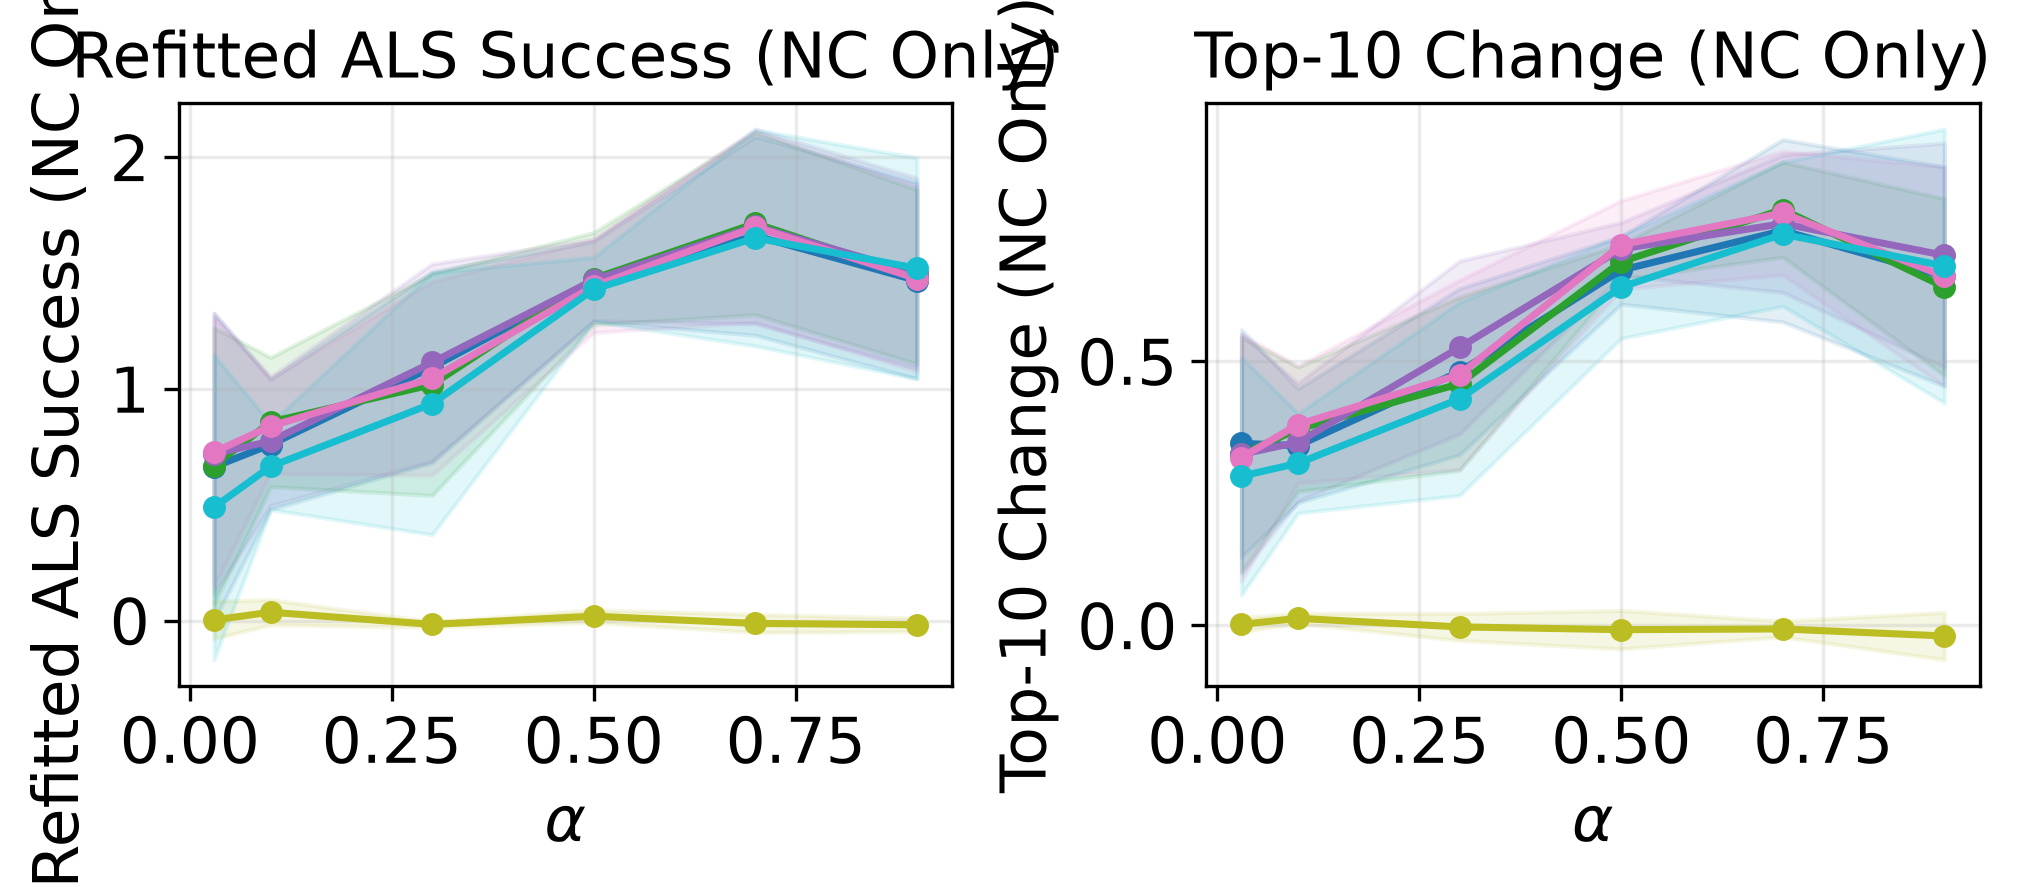 Refitted ALS Success (NC Only)
Refitted ALS Success (NC
2
1
0
0.00 0.25 0.50 0.75
α
Top-10 Change (NC Only)
Top-10 Change (NC Only)
0.5
0.0
0.00 0.25 0.50 0.75
α